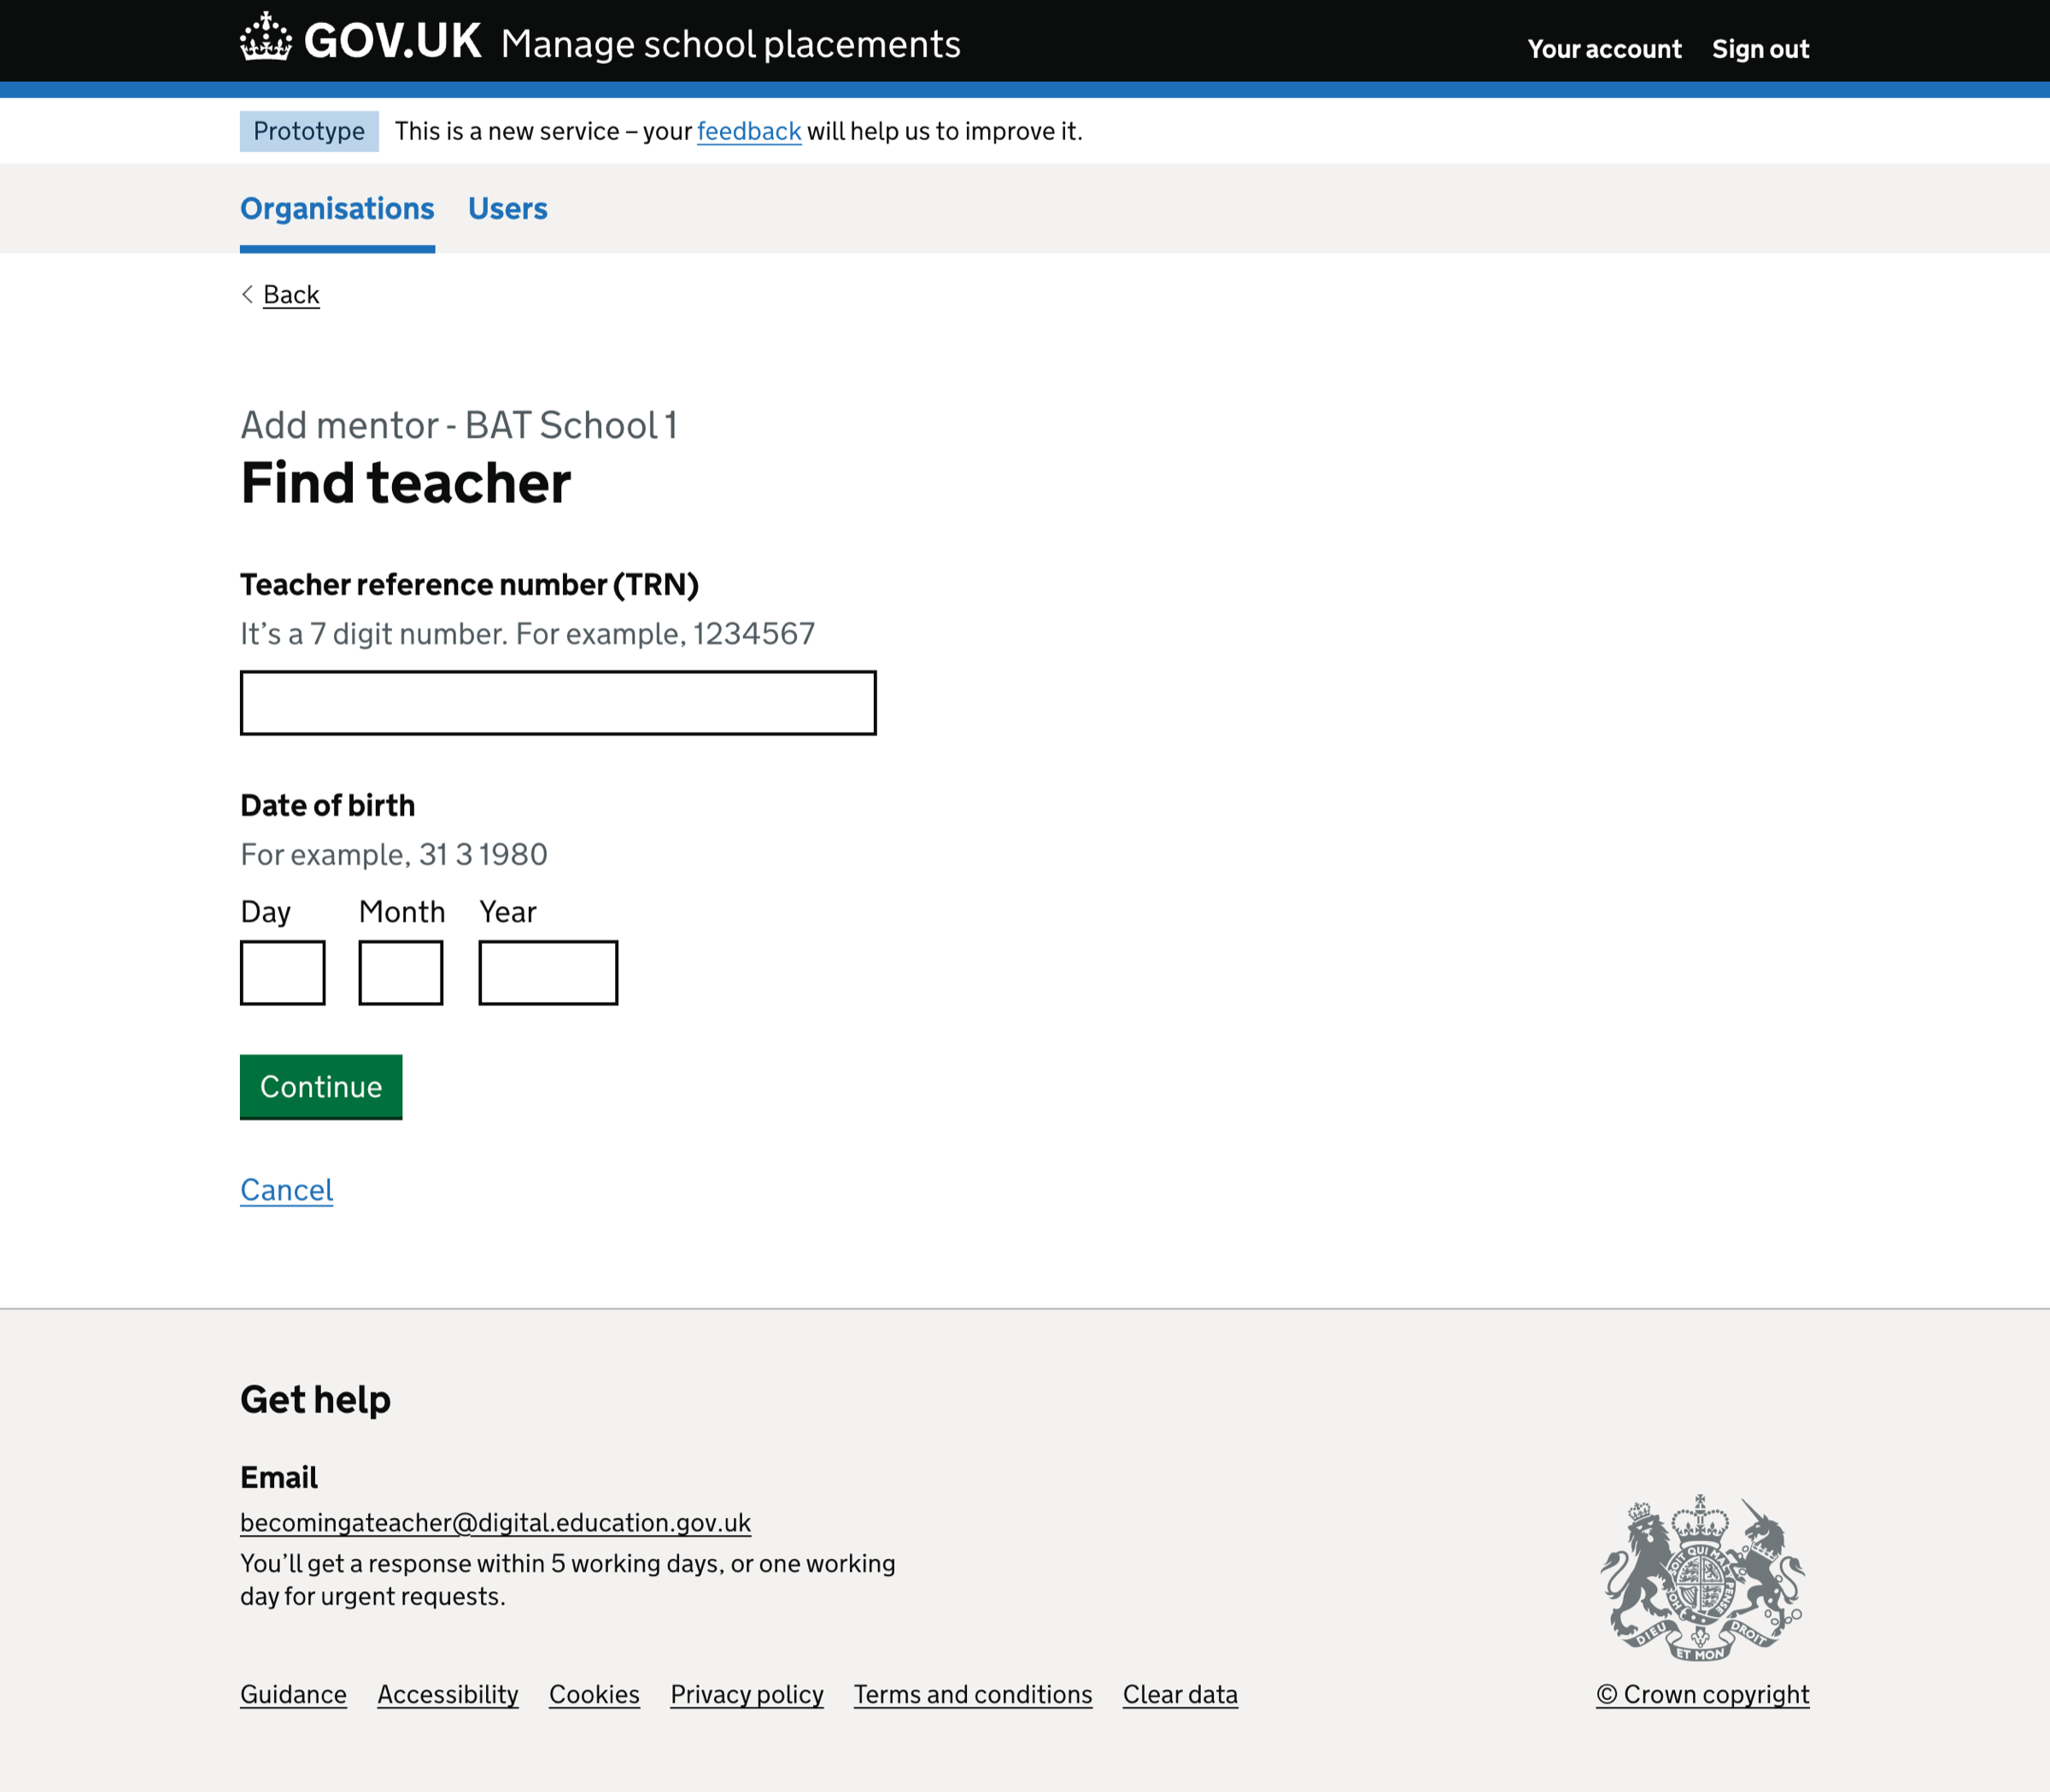 GOV.UK Manage school placements
Your account Sign out
Prototype This is a new service – your feedback will help us to improve it.
Organisations Users
Back
Add mentor - BAT School 1
Find teacher
Teacher reference number (TRN)
It’s a 7 digit number. For example, 1234567
Date of birth
For example, 31 3 1980
Day Month Year
Continue
Cancel
Get help
Email
becomingateacher@digital.education.gov.uk
You’ll get a response within 5 working days, or one working
day for urgent requests.
DIEU ET MON DROIT
Guidance Accessibility Cookies Privacy policy Terms and conditions Clear data
© Crown copyright